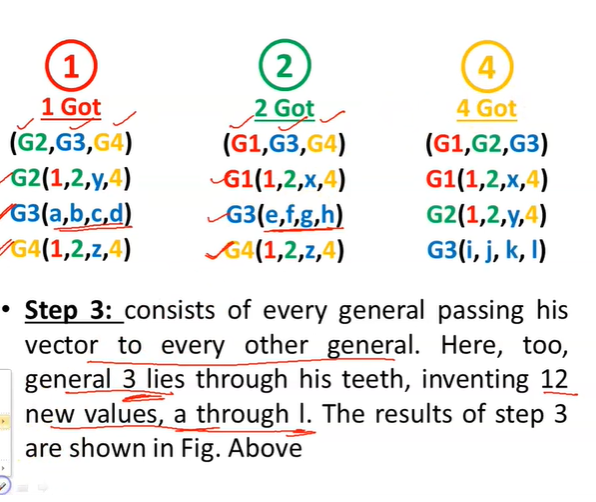 1 2 4
1 Got 2 Got 4 Got
(G2,G3,G4) (G1,G3,G4) (G1,G2,G3)
G2(1,2,y,4) G1(1,2,x,4) G1(1,2,x,4)
G3(a,b,c,d) G3(e,f,g,h) G2(1,2,y,4)
G4(1,2,z,4) G4(1,2,z,4) G3(i, j, k, l)
• Step 3: consists of every general passing his
vector to every other general. Here, too,
general 3 lies through his teeth, inventing 12
new values, a through l. The results of step 3
are shown in Fig. Above